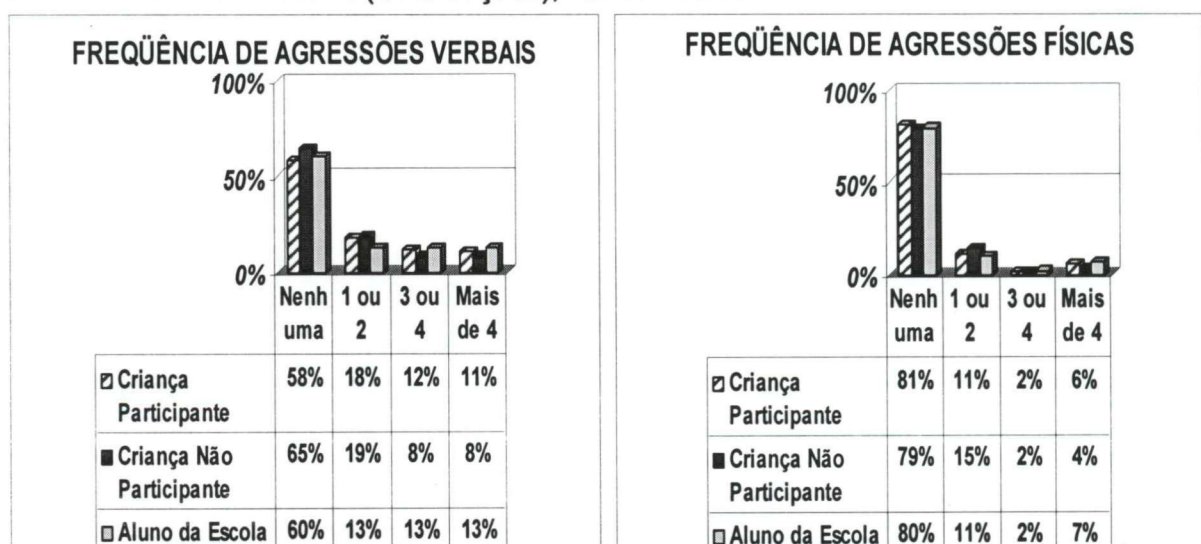 FREQÜÊNCIA DE AGRESSÕES VERBAIS
100%
50%
0%
Nenh uma 1 ou 2 3 ou 4 Mais de 4
Criança Participante 58% 18% 12% 11%
Criança Não Participante 65% 19% 8% 8%
Aluno da Escola 60% 13% 13% 13%
FREQÜÊNCIA DE AGRESSÕES FÍSICAS
100%
50%
0%
Nenh uma 1 ou 2 3 ou 4 Mais de 4
Criança Participante 81% 11% 2% 6%
Criança Não Participante 79% 15% 2% 4%
Aluno da Escola 80% 11% 2% 7%